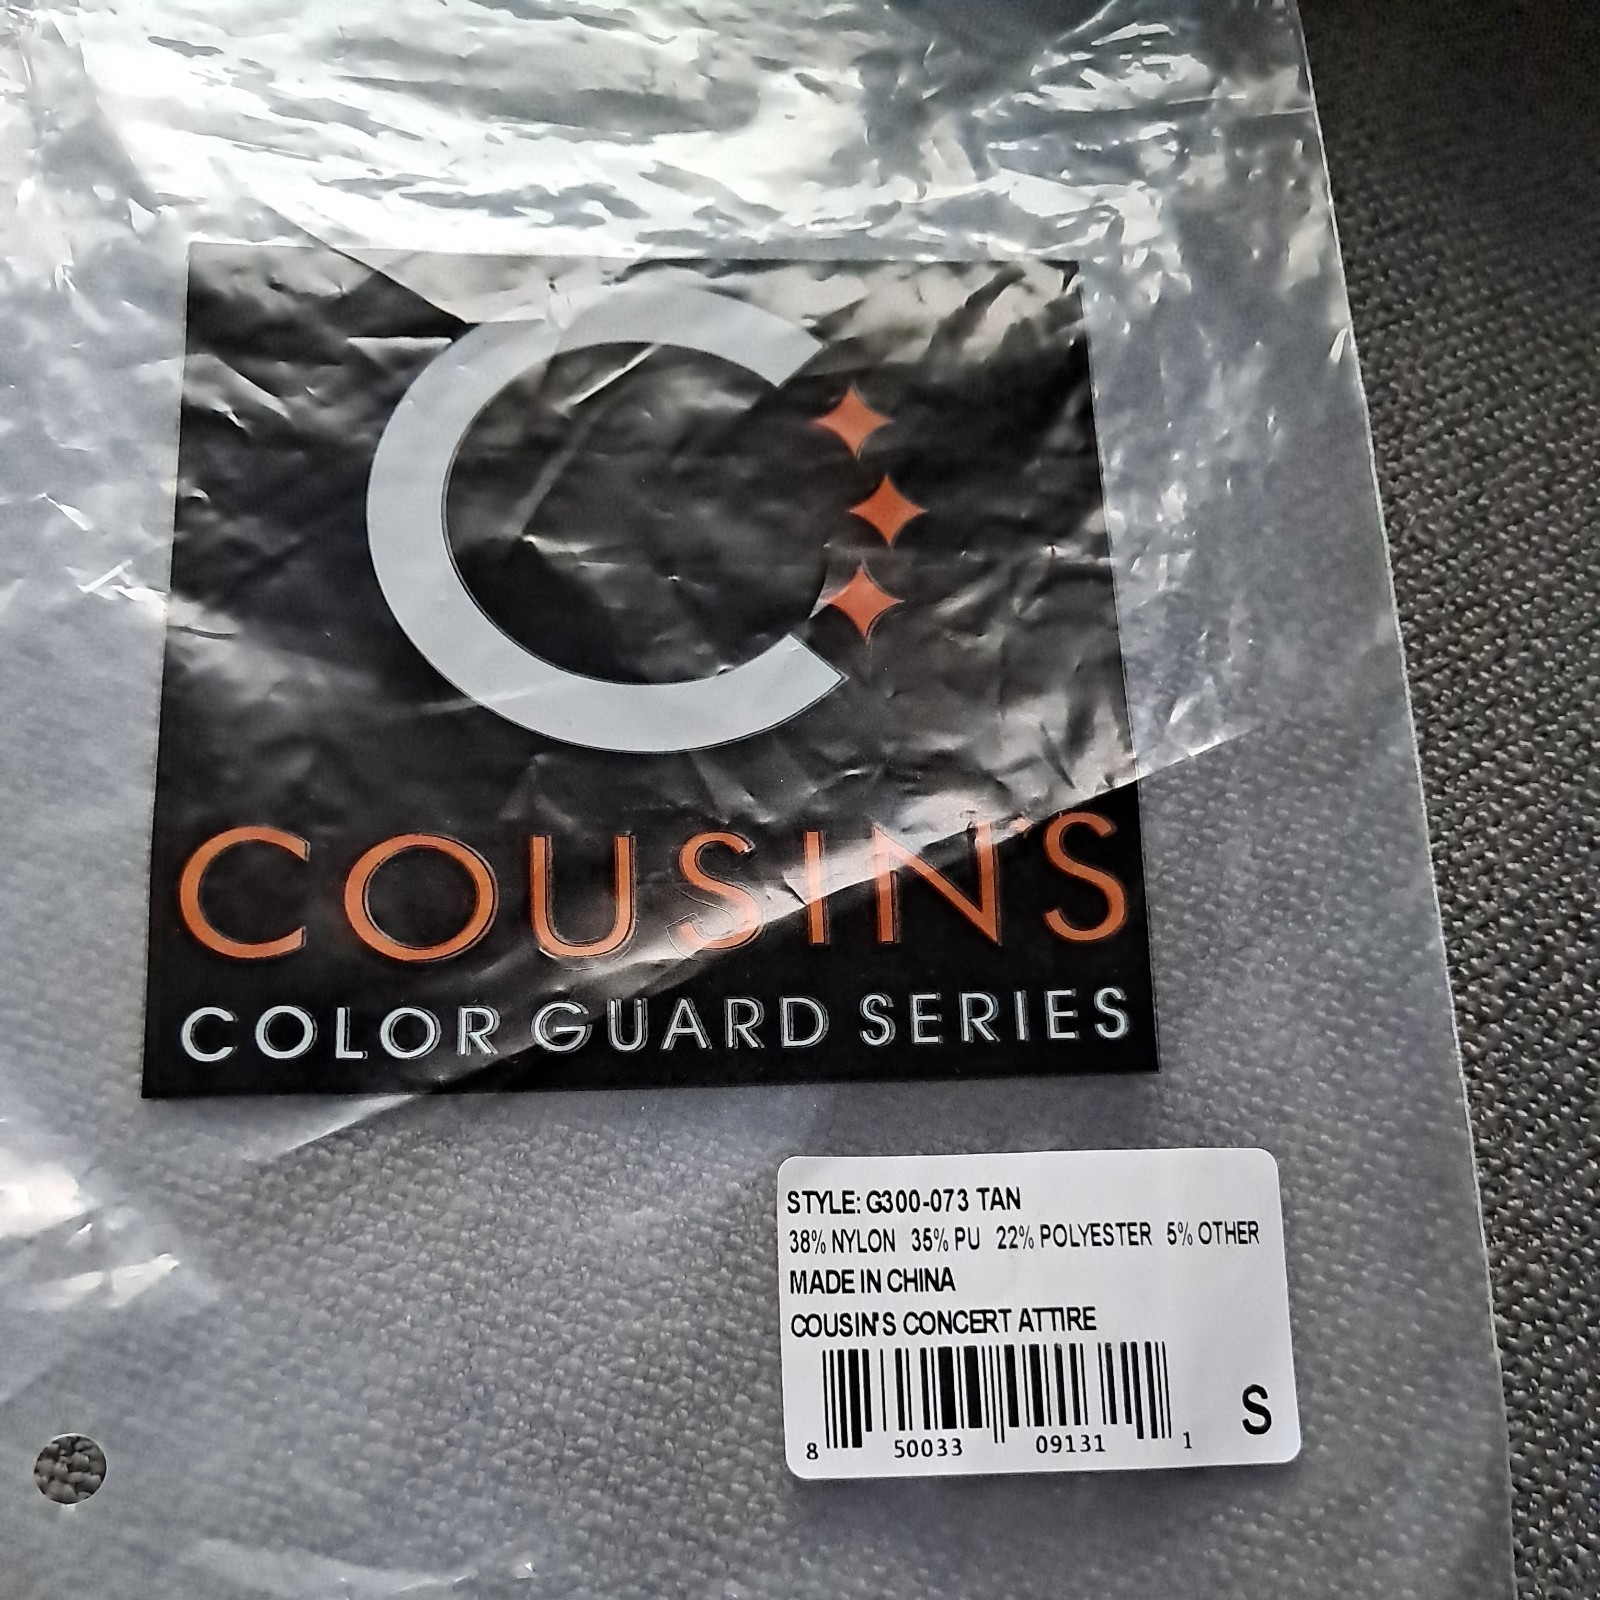 C
COUSIN'S
COLOR GUARD SERIES
STYLE: G300-073 TAN
38% NYLON 35% PU 22% POLYESTER 5% OTHER
MADE IN CHINA
COUSIN'S CONCERT ATTIRE
8 50033 09131 1
S